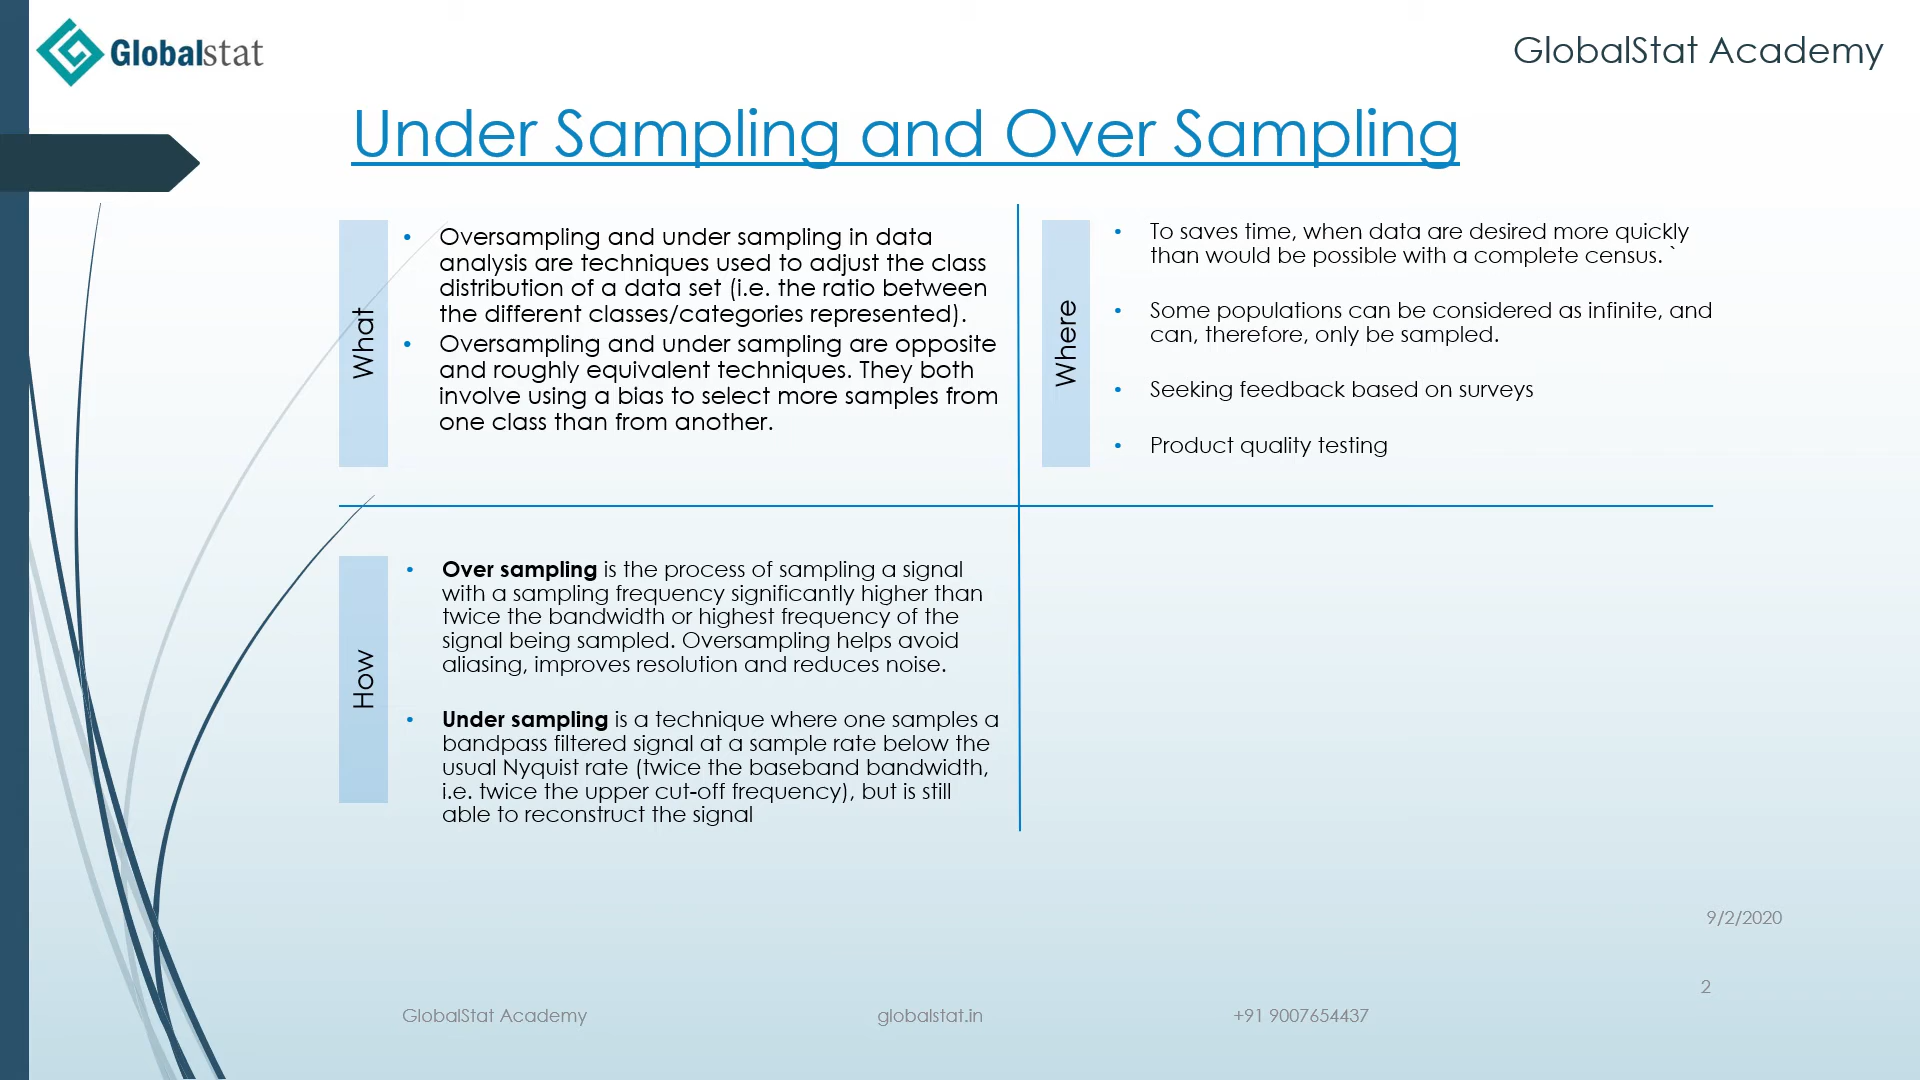 Globalstat
GlobalStat Academy
Under Sampling and Over Sampling
What
• Oversampling and under sampling in data
analysis are techniques used to adjust the class
distribution of a data set (i.e. the ratio between
the different classes/categories represented).
• Oversampling and under sampling are opposite
and roughly equivalent techniques. They both
involve using a bias to select more samples from
one class than from another.
Where
• To saves time, when data are desired more quickly
than would be possible with a complete census. `
• Some populations can be considered as infinite, and
can, therefore, only be sampled.
• Seeking feedback based on surveys
• Product quality testing
How
• Over sampling is the process of sampling a signal
with a sampling frequency significantly higher than
twice the bandwidth or highest frequency of the
signal being sampled. Oversampling helps avoid
aliasing, improves resolution and reduces noise.
• Under sampling is a technique where one samples a
bandpass filtered signal at a sample rate below the
usual Nyquist rate (twice the baseband bandwidth,
i.e. twice the upper cut-off frequency), but is still
able to reconstruct the signal
9/2/2020
2
GlobalStat Academy
globalstat.in
+91 9007654437